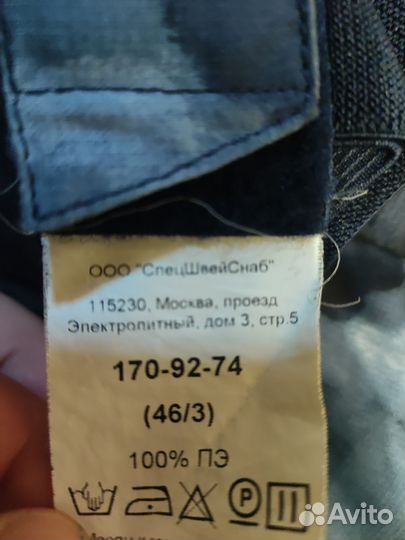 ООО "СпецШвейСнаб"
115230, Москва, проезд
Электролитный, дом 3, стр.5
170-92-74
(46/3)
100% ПЭ
P
Avito